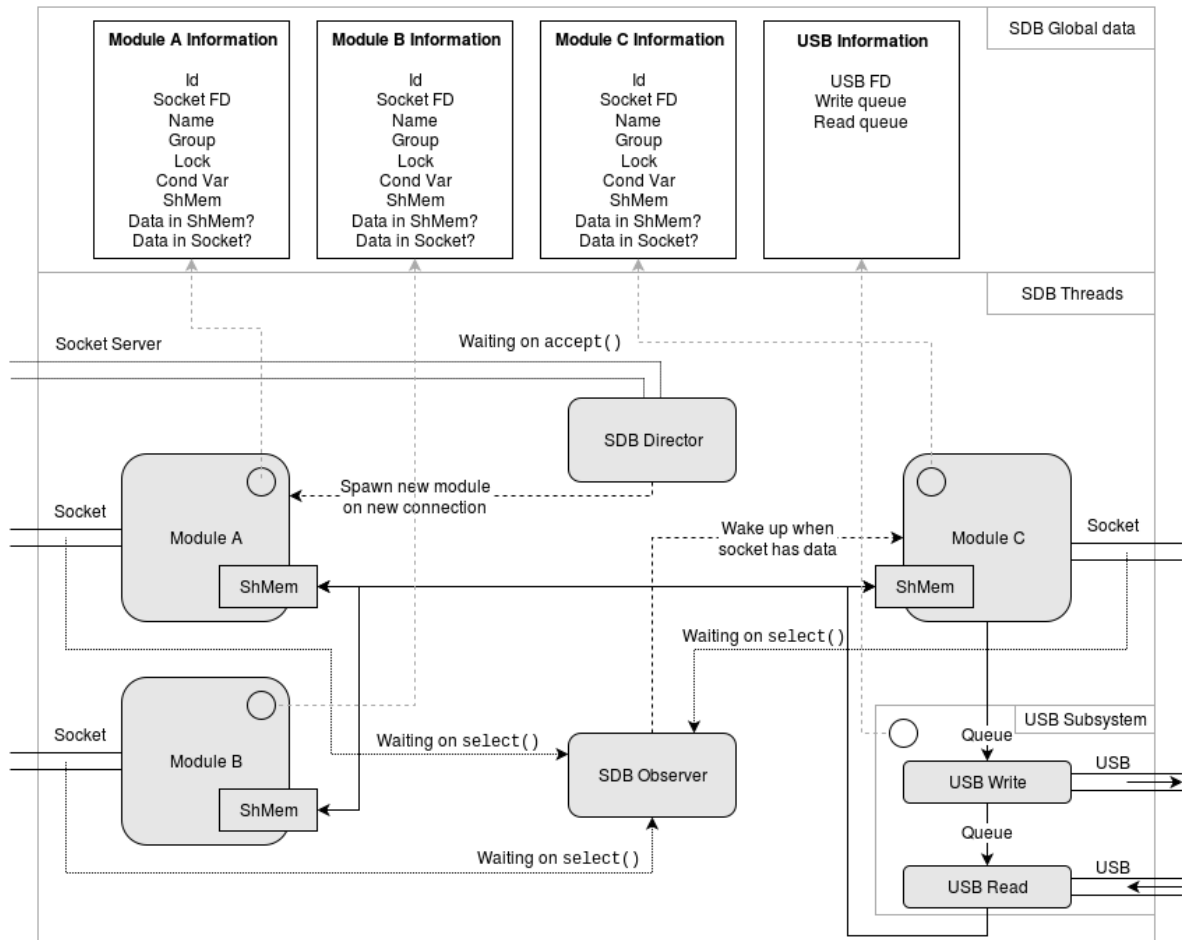 SDB Global data
Module A Information
Id
Socket FD
Name
Group
Lock
Cond Var
ShMem
Data in ShMem?
Data in Socket?
Module B Information
Id
Socket FD
Name
Group
Lock
Cond Var
ShMem
Data in ShMem?
Data in Socket?
Module C Information
Id
Socket FD
Name
Group
Lock
Cond Var
ShMem
Data in ShMem?
Data in Socket?
USB Information
USB FD
Write queue
Read queue
SDB Threads
Socket Server
Waiting on accept()
SDB Director
Spawn new module
on new connection
Socket
Module A
ShMem
Wake up when
socket has data
Module C
ShMem
Socket
Waiting on select()
Socket
Module B
ShMem
Waiting on select()
SDB Observer
Waiting on select()
USB Subsystem
Queue
USB Write
USB
Queue
USB Read
USB